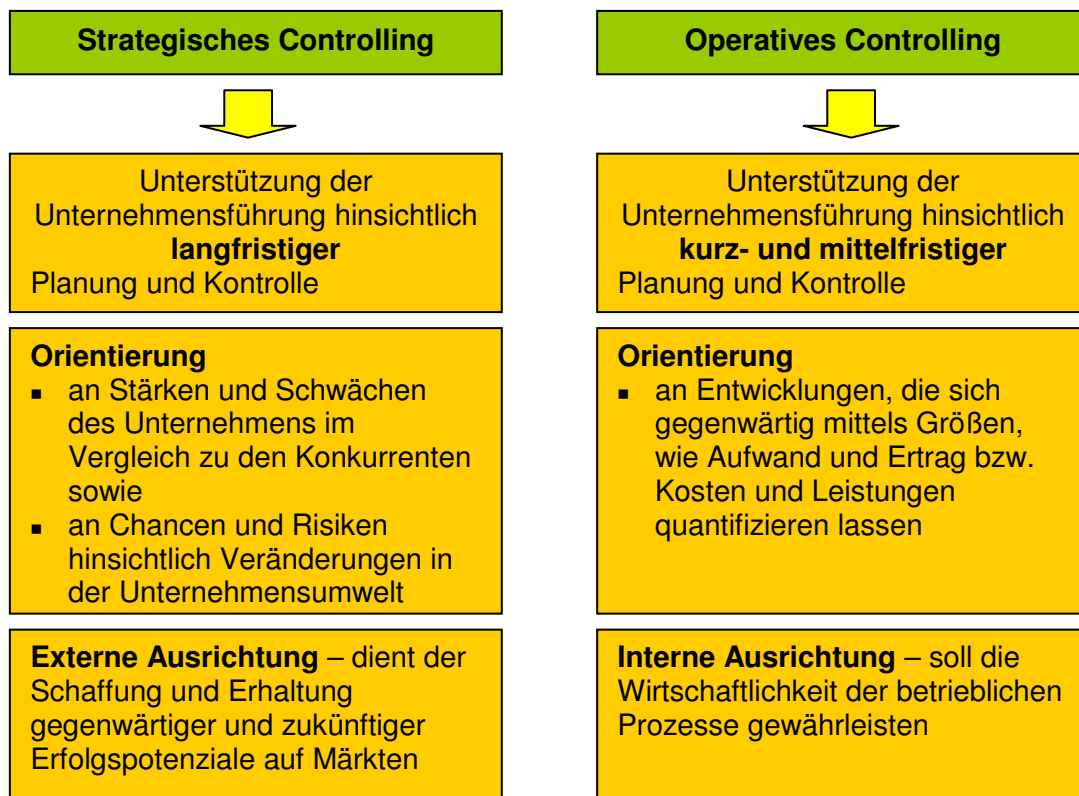 Strategisches Controlling
Unterstützung der
Unternehmensführung hinsichtlich
langfristiger
Planung und Kontrolle
Orientierung
▪ an Stärken und Schwächen
des Unternehmens im
Vergleich zu den Konkurrenten
sowie
▪ an Chancen und Risiken
hinsichtlich Veränderungen in
der Unternehmensumwelt
Externe Ausrichtung – dient der
Schaffung und Erhaltung
gegenwärtiger und zukünftiger
Erfolgspotenziale auf Märkten
Operatives Controlling
Unterstützung der
Unternehmensführung hinsichtlich
kurz- und mittelfristiger
Planung und Kontrolle
Orientierung
▪ an Entwicklungen, die sich
gegenwärtig mittels Größen,
wie Aufwand und Ertrag bzw.
Kosten und Leistungen
quantifizieren lassen
Interne Ausrichtung – soll die
Wirtschaftlichkeit der betrieblichen
Prozesse gewährleisten